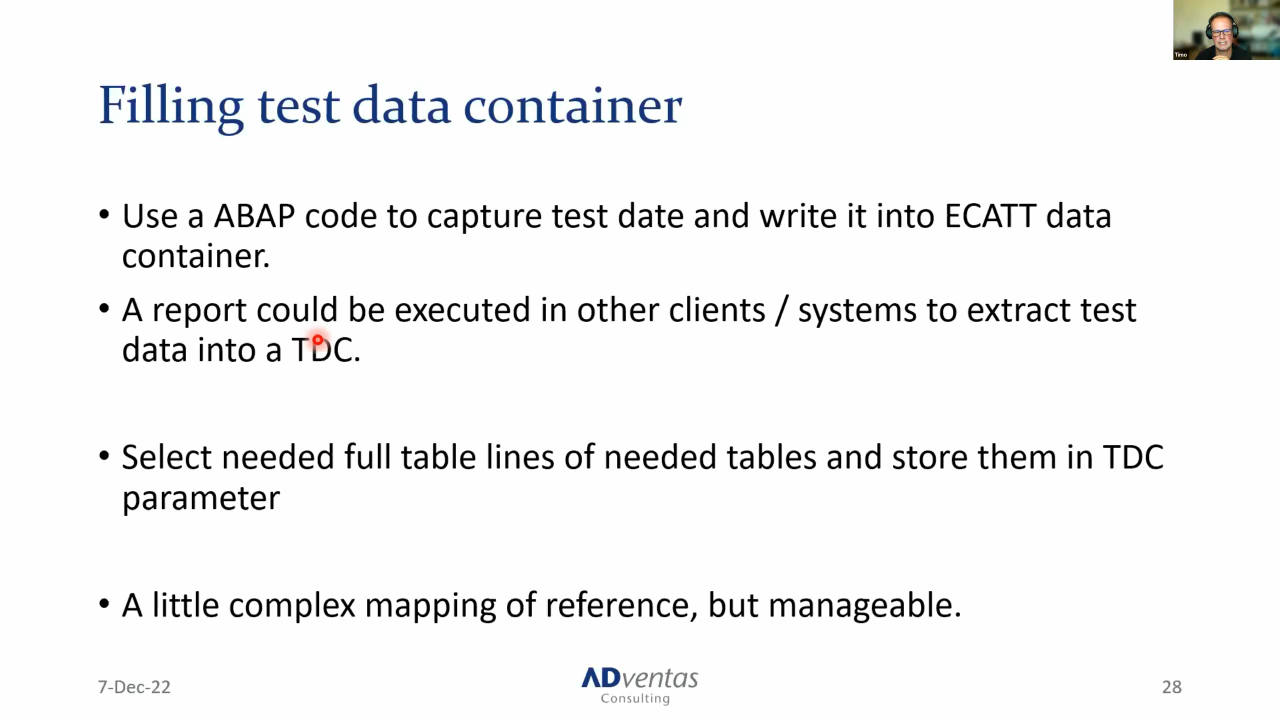 Timo
Filling test data container
• Use a ABAP code to capture test date and write it into ECATT data
container.
• A report could be executed in other clients / systems to extract test
data into a TDC.
• Select needed full table lines of needed tables and store them in TDC
parameter
• A little complex mapping of reference, but manageable.
7-Dec-22
ADventas
Consulting
28